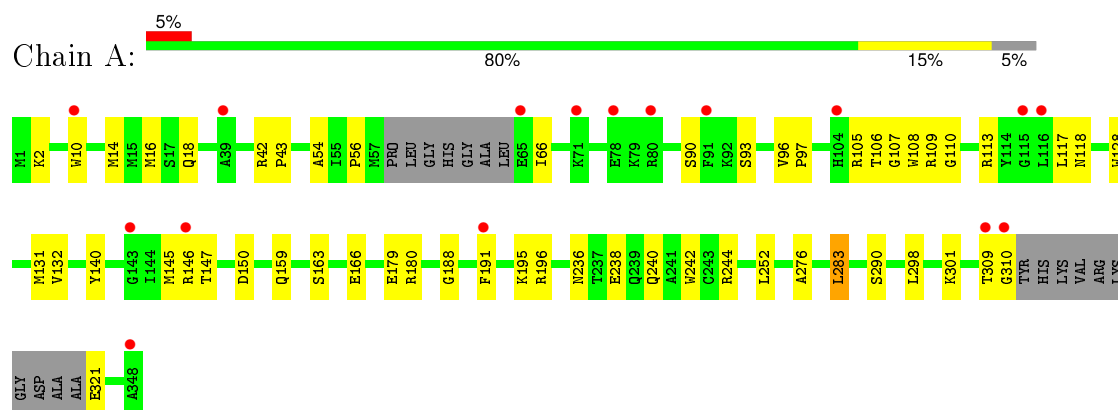 5%
Chain A:
80% 15% 5%
M1 K2 W10 M14 M15 M16 S17 Q18 A39 R42 P43 A54 I55 P56 M57 PRO LEU GLY HIS GLY ALA LEU E65 I66 K71 E78 K79 R80 S90 F91 K92 S93 V96 P97 H104 R105 T106 G107 W108 R109 G110 R113 Y114 G115 L116 L117 N118 W128
M131 V132 Y140 G143 I144 M145 R146 T147 D150 Q159 S163 E166 E179 R180 G188 F191 K195 R196 N236 T237 E238 Q239 Q240 A241 W242 C243 R244 L252 A276 L283 S290 L298 K301 T309 G310 TYR HIS LYS VAL ARG LYS
GLY ASP ALA ALA E321 A348